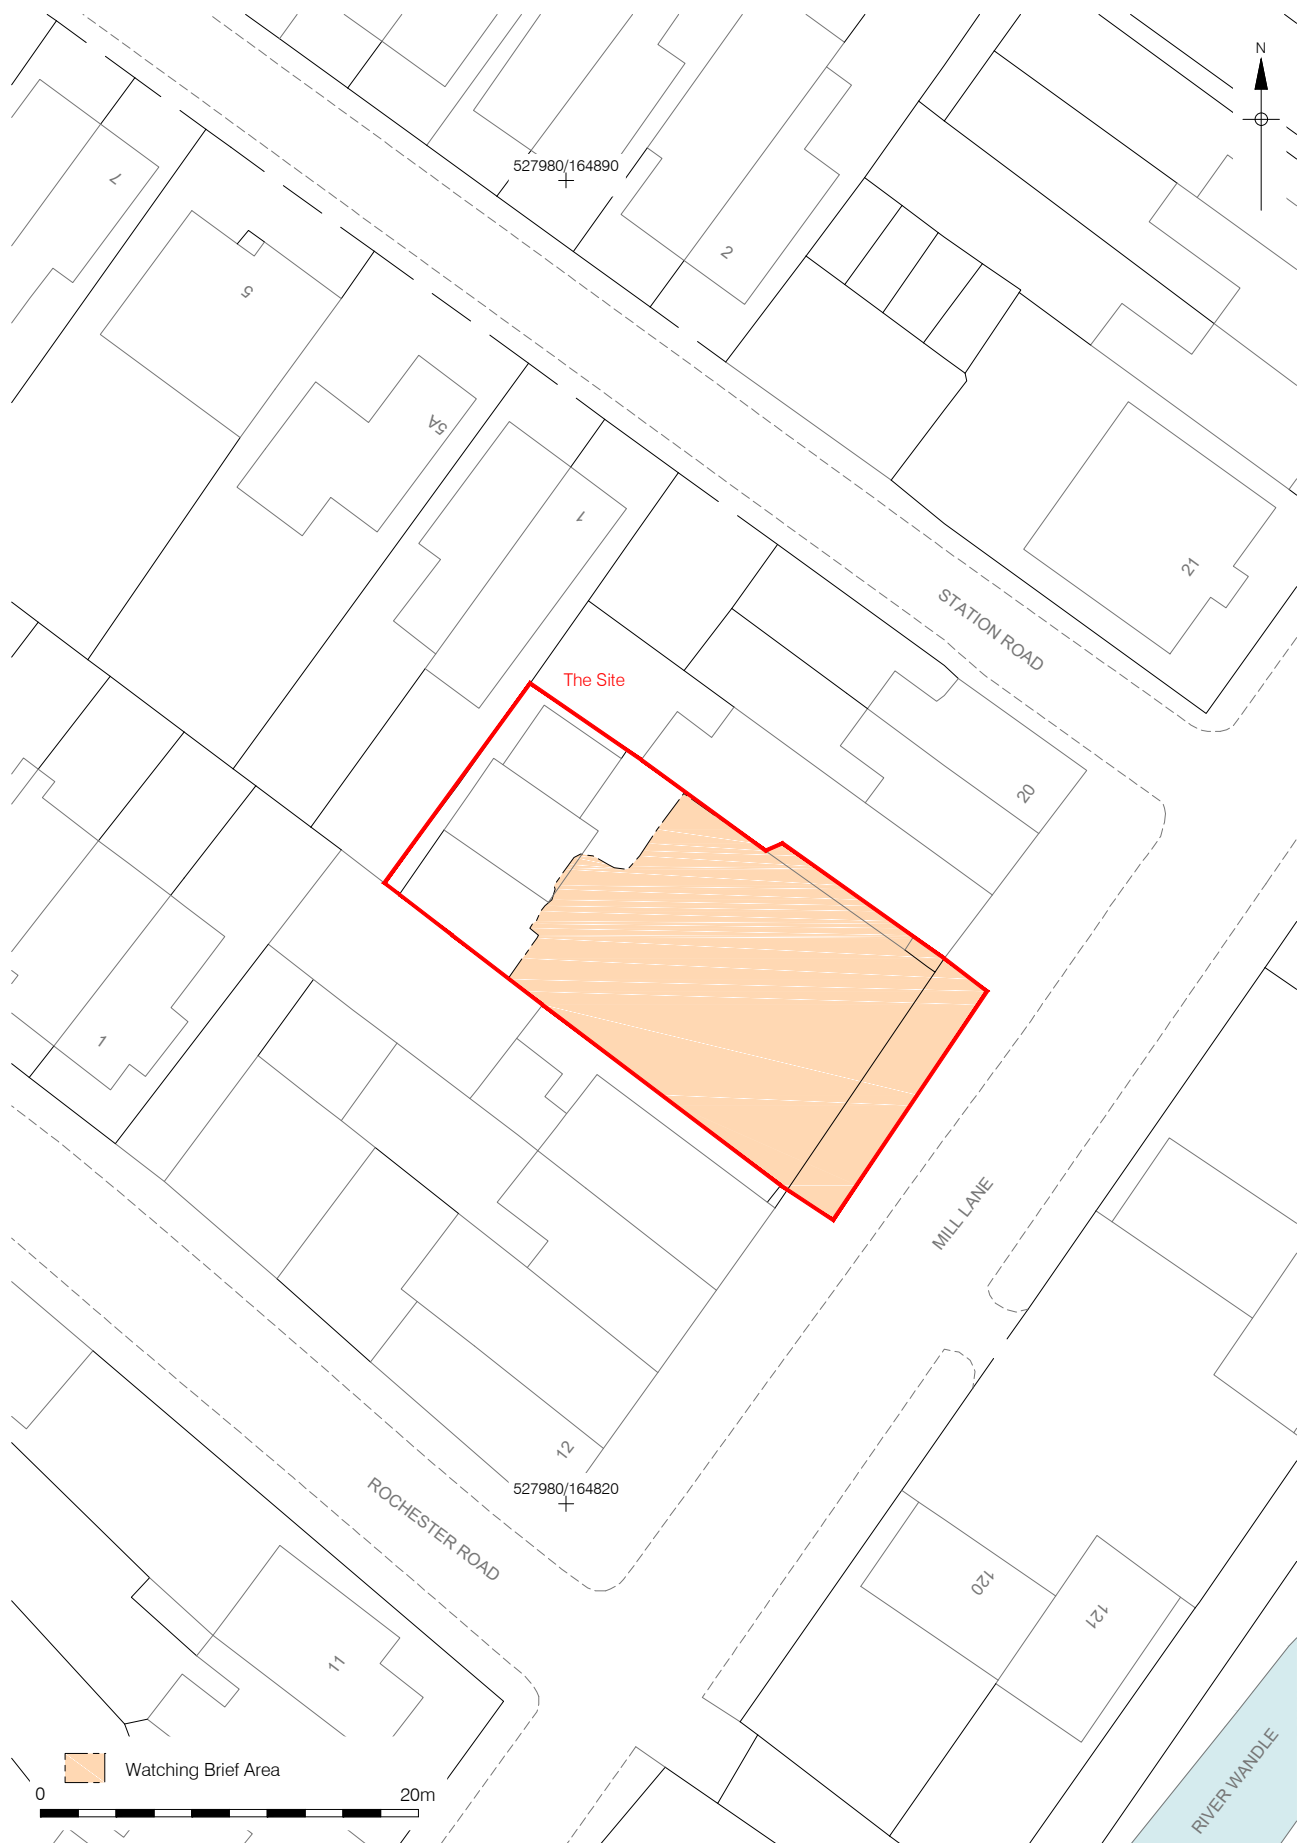 N
527980/164890
7
2
5
5A
1
21
STATION ROAD
The Site
20
1
MILL LANE
12
527980/164820
ROCHESTER ROAD
120
121
11
RIVER WANDLE
Watching Brief Area
0 20m